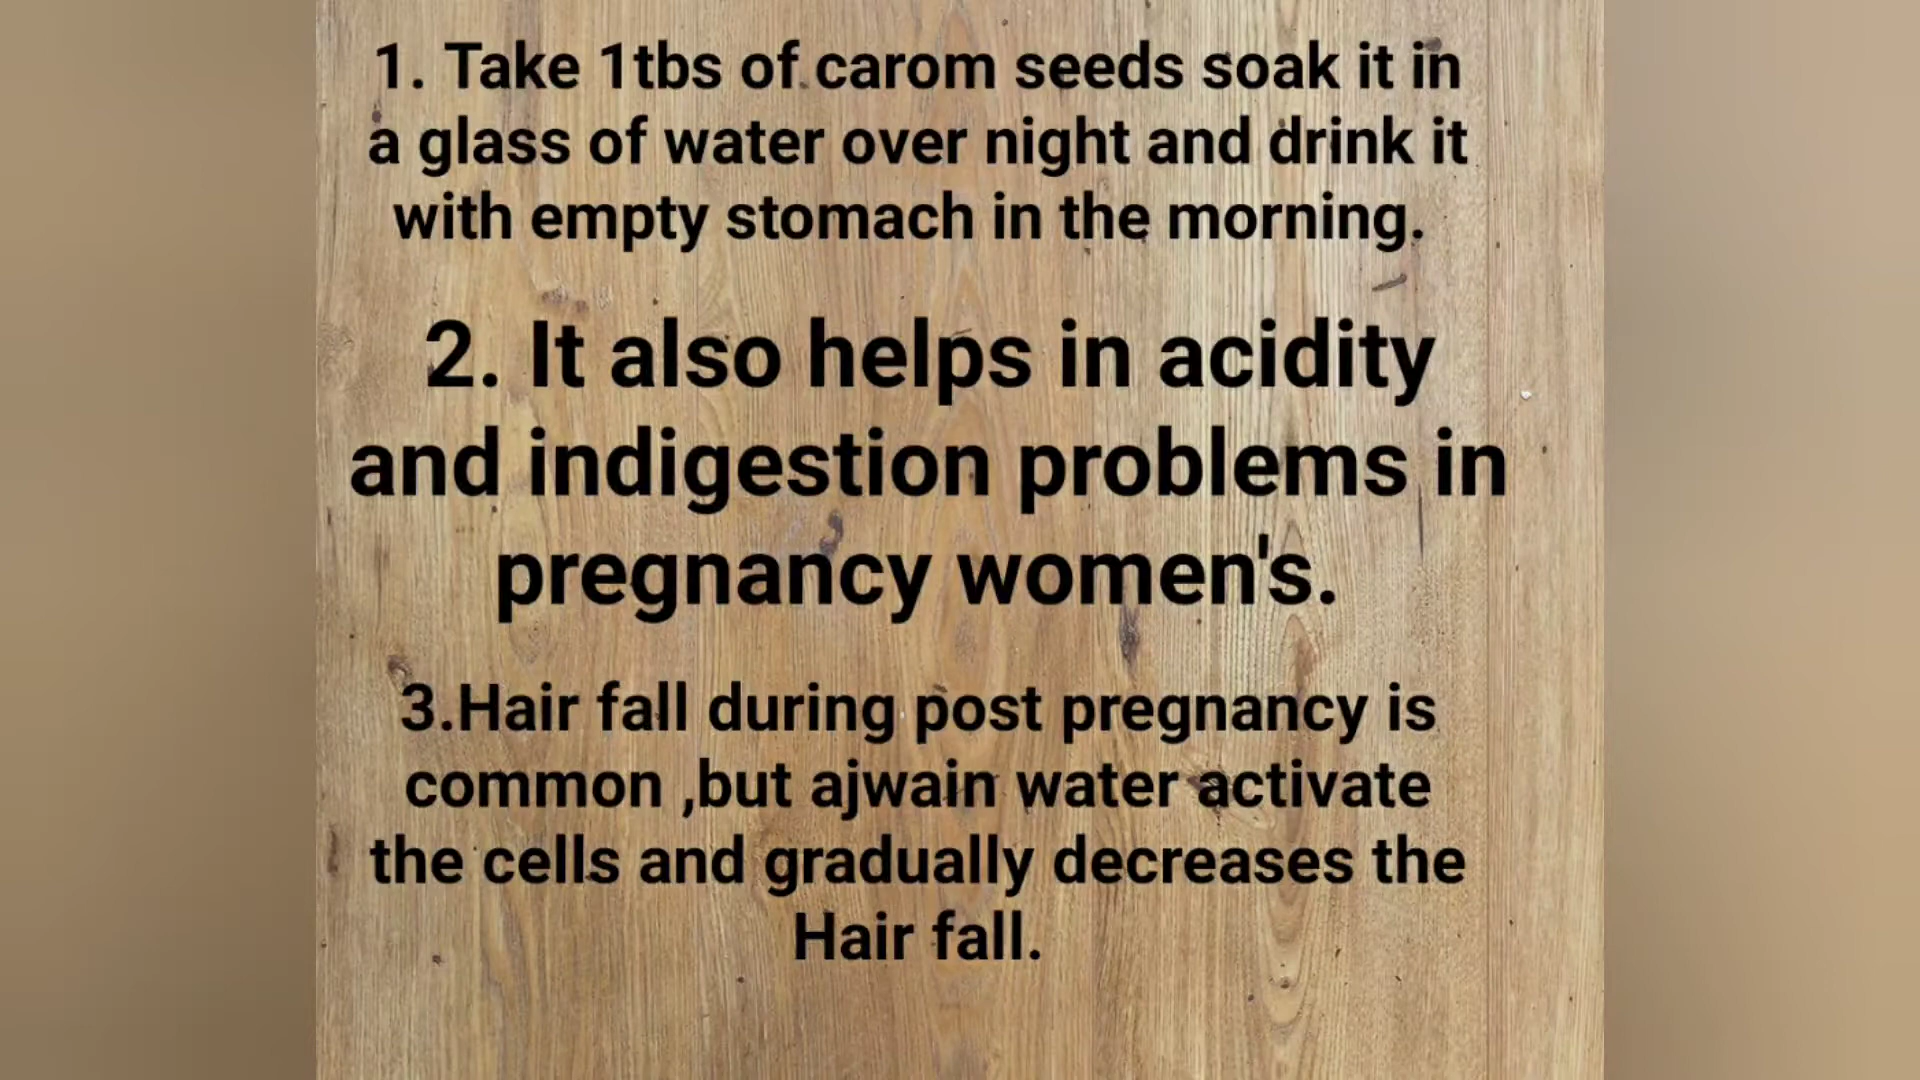 1. Take 1tbs of carom seeds soak it in
a glass of water over night and drink it
with empty stomach in the morning.
2. It also helps in acidity
and indigestion problems in
pregnancy women's.
3.Hair fall during post pregnancy is
common ,but ajwain water activate
the cells and gradually decreases the
Hair fall.